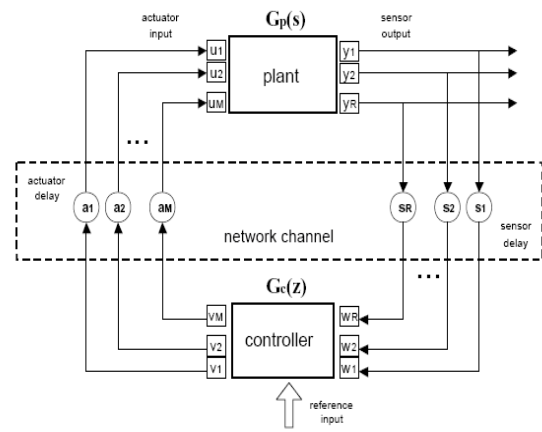 Gp(s)
actuator
input
sensor
output
u1
u2
uM
plant
y1
y2
yR
...
actuator
delay
a1
a2
aM
sR
s2
s1
sensor
delay
network channel
...
Gc(z)
vM
v2
v1
controller
wR
w2
w1
reference
input